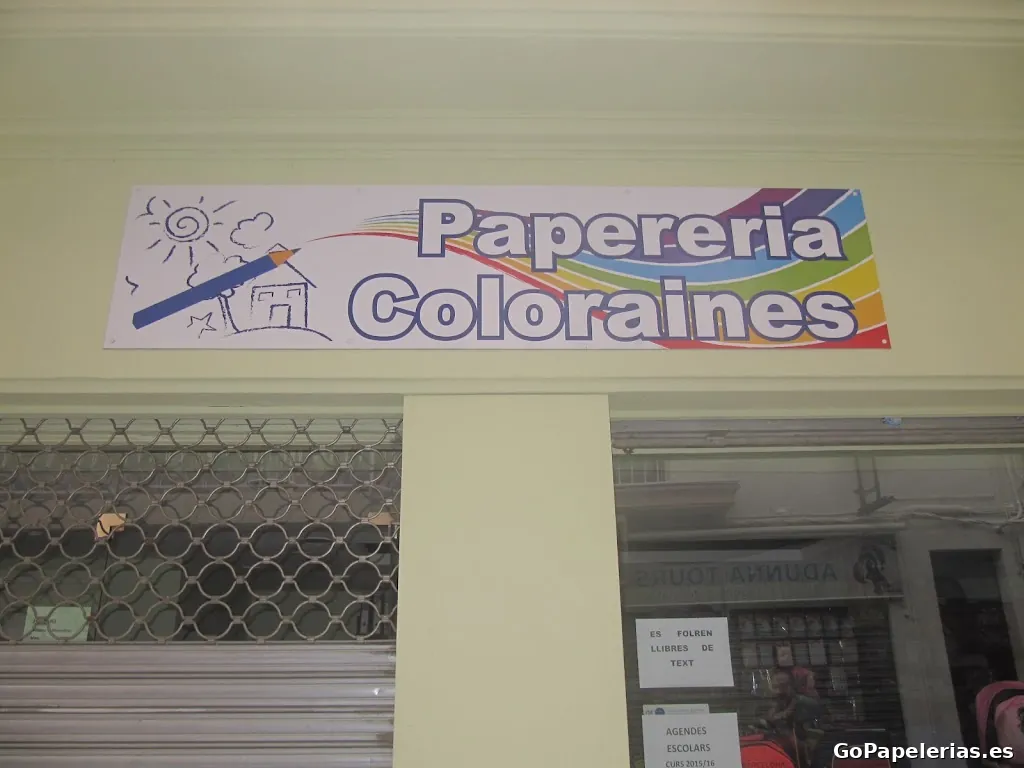 Papereria
Coloraines
ADUNNA TOURS
ES FOLREN
LLIBRES DE
TEXT
AGENDES
ESCOLARS
CURS 2015/16
GoPapelerias.es